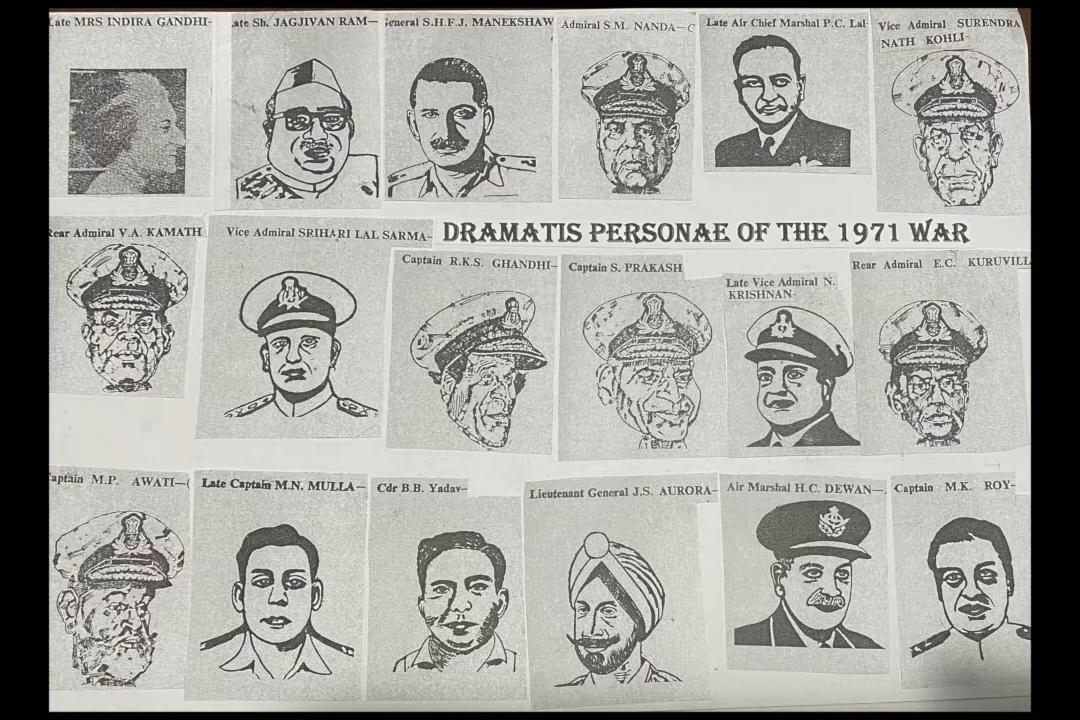 Late MRS INDIRA GANDHI-
Late Sh. JAGJIVAN RAM—
General S.H.F.J. MANEKSHAW
Admiral S.M. NANDA—C
Late Air Chief Marshal P.C. Lal-
Vice Admiral SURENDRA
NATH KOHLI-
Rear Admiral V.A. KAMATH
Vice Admiral SRIHARI LAL SARMA–
DRAMATIS PERSONAE OF THE 1971 WAR
Captain R.K.S. GHANDHI–
Captain S. PRAKASH
Late Vice Admiral N.
KRISHNAN-
Rear Admiral E.C. KURUVILL
Captain M.P. AWATI—(
Late Captain M.N. MULLA—
Cdr B.B. Yadav–
Lieutenant General J.S. AURORA–
Air Marshal H.C. DEWAN—,
Captain M.K. ROY–